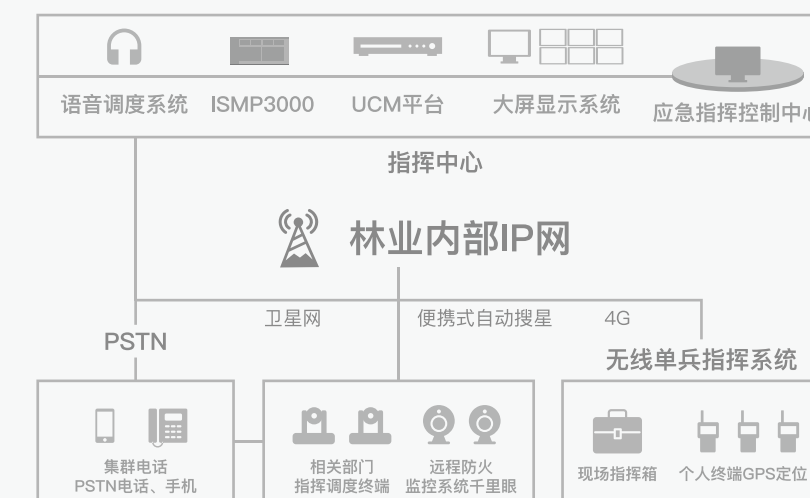 语音调度系统 ISMP3000 UCM平台 大屏显示系统 应急指挥控制中心
指挥中心
林业内部IP网
卫星网 便携式自动搜星 4G
PSTN
无线单兵指挥系统
集群电话
PSTN电话、手机
相关部门
指挥调度终端
远程防火
监控系统千里眼
现场指挥箱 个人终端GPS定位